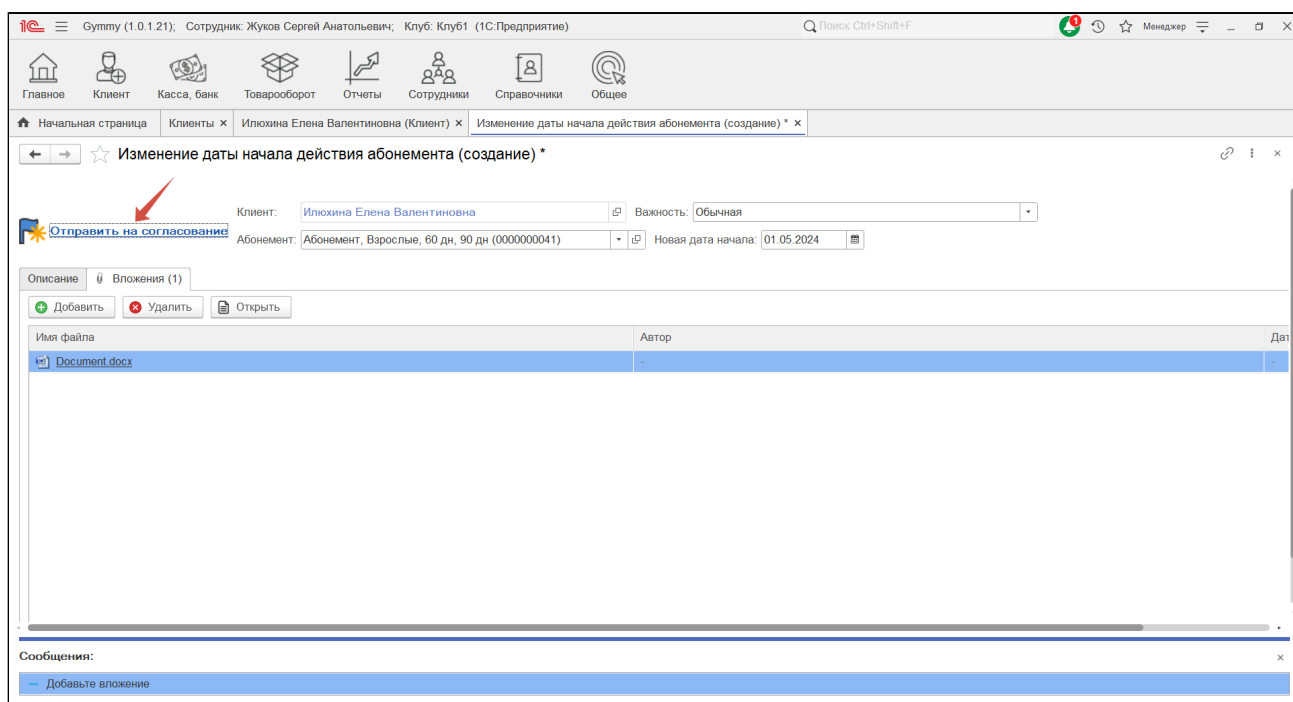 Gymmy (1.0.1.21); Сотрудник: Жуков Сергей Анатольевич; Клуб: Клуб1 (1С:Предприятие)
Поиск Ctrl+Shift+F
1
Менеджер
Главное
Клиент
Касса, банк
Товарооборот
Отчеты
Сотрудники
Справочники
Общее
Начальная страница
Клиенты ×
Илюхина Елена Валентиновна (Клиент) ×
Изменение даты начала действия абонемента (создание) * ×
Изменение даты начала действия абонемента (создание) *
Отправить на согласование
Клиент: Илюхина Елена Валентиновна
Важность: Обычная
Абонемент: Абонемент, Взрослые, 60 дн, 90 дн (0000000041)
Новая дата начала: 01.05.2024
Описание
Вложения (1)
Добавить
Удалить
Открыть
Имя файла
Автор
Дат
Document.docx
-
-
Сообщения:
— Добавьте вложение